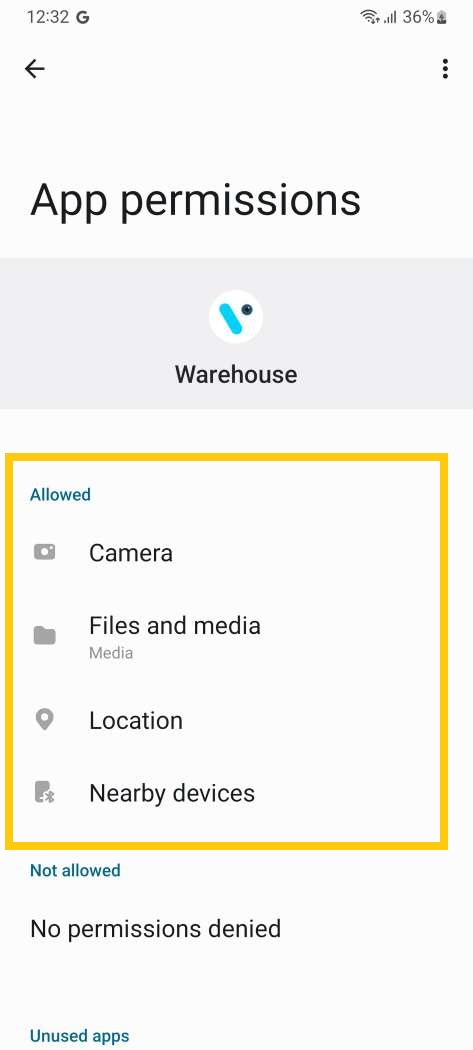 12:32 G 36%
App permissions
Warehouse
Allowed
Camera
Files and media
Media
Location
Nearby devices
Not allowed
No permissions denied
Unused apps